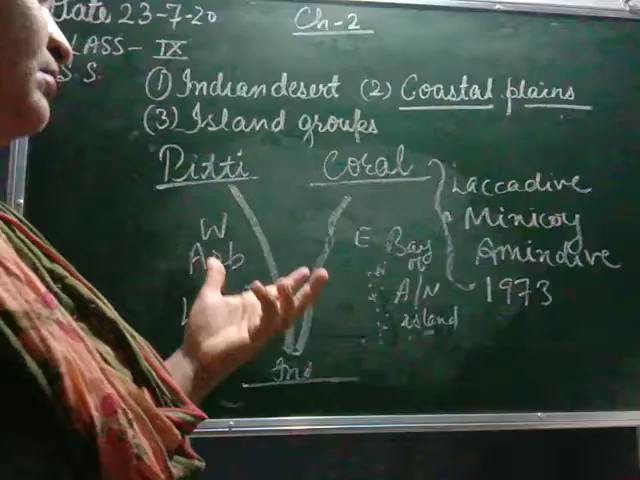 Date 23-7-20
Ch-2
CLASS- IX
S.S.
(1) Indian desert (2) Coastal plains
(3) Island groups
Pitti
Coral
Laccadive
Minicoy
Amindive
1973
W
Arb
E
Bay
of
A/N
island
L
Ind